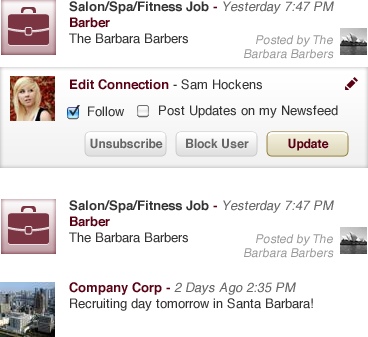 Salon/Spa/Fitness Job - Yesterday 7:47 PM
Barber
The Barbara Barbers
Posted by The
Barbara Barbers
Edit Connection - Sam Hockens
Follow Post Updates on my Newsfeed
Unsubscribe Block User Update
Salon/Spa/Fitness Job - Yesterday 7:47 PM
Barber
The Barbara Barbers
Posted by The
Barbara Barbers
Company Corp - 2 Days Ago 2:35 PM
Recruiting day tomorrow in Santa Barbara!